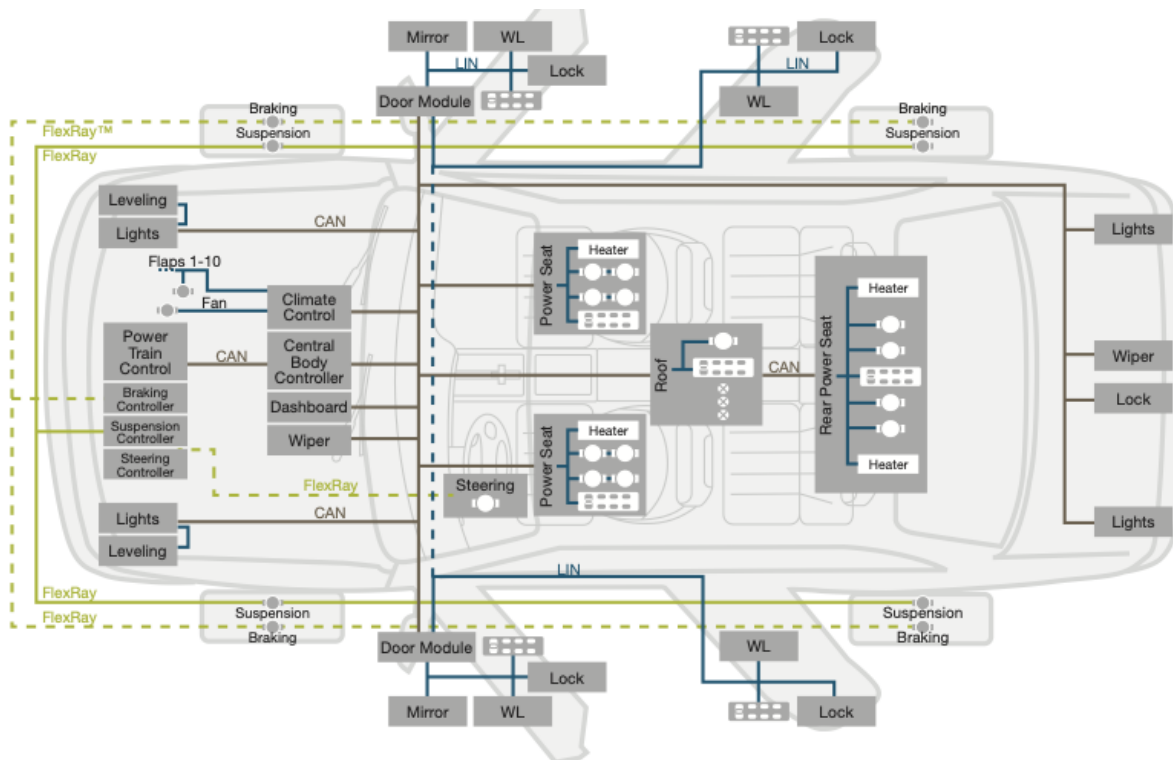 Mirror
WL
LIN
Lock
Door Module
Lock
LIN
WL
Braking
FlexRay™
Suspension
FlexRay
Braking
Suspension
Leveling
Lights
CAN
Flaps 1-10
Fan
Climate
Control
Power
Train
Control
CAN
Central
Body
Controller
Braking
Controller
Dashboard
Suspension
Controller
Wiper
Steering
Controller
FlexRay
Steering
Lights
CAN
Leveling
Power Seat
Heater
Roof
CAN
Power Seat
Heater
Rear Power Seat
Heater
Heater
Lights
Wiper
Lock
Lights
FlexRay
Suspension
FlexRay
Braking
LIN
Suspension
Braking
Door Module
Lock
Mirror
WL
WL
Lock